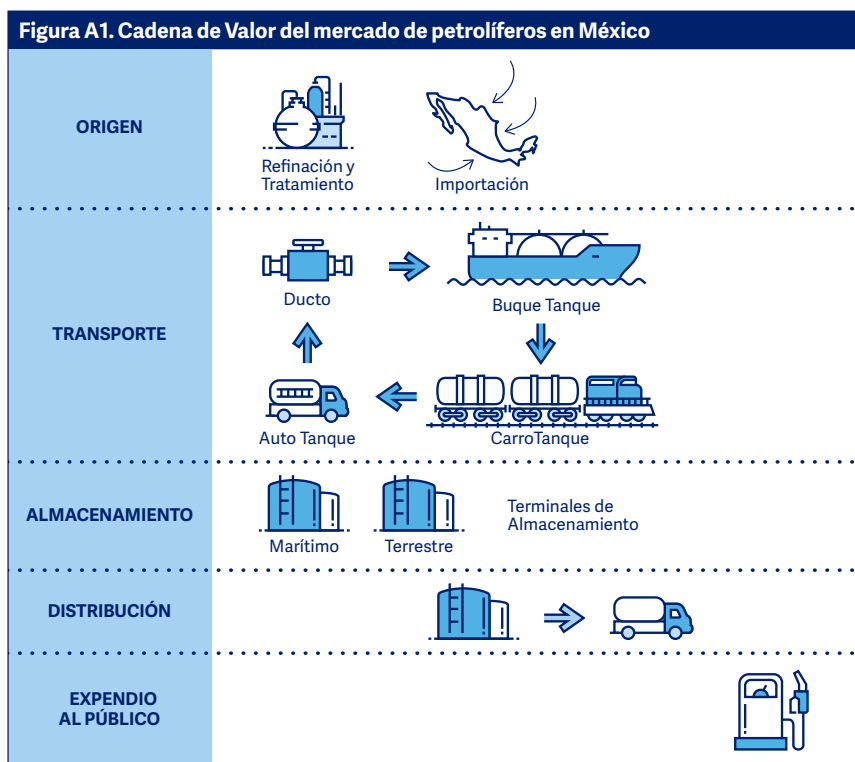 Figura A1. Cadena de Valor del mercado de petrolíferos en México
ORIGEN
Refinación y
Tratamiento
Importación
TRANSPORTE
Ducto
Buque Tanque
Auto Tanque
CarroTanque
ALMACENAMIENTO
Marítimo
Terrestre
Terminales de
Almacenamiento
DISTRIBUCIÓN
EXPENDIO
AL PÚBLICO